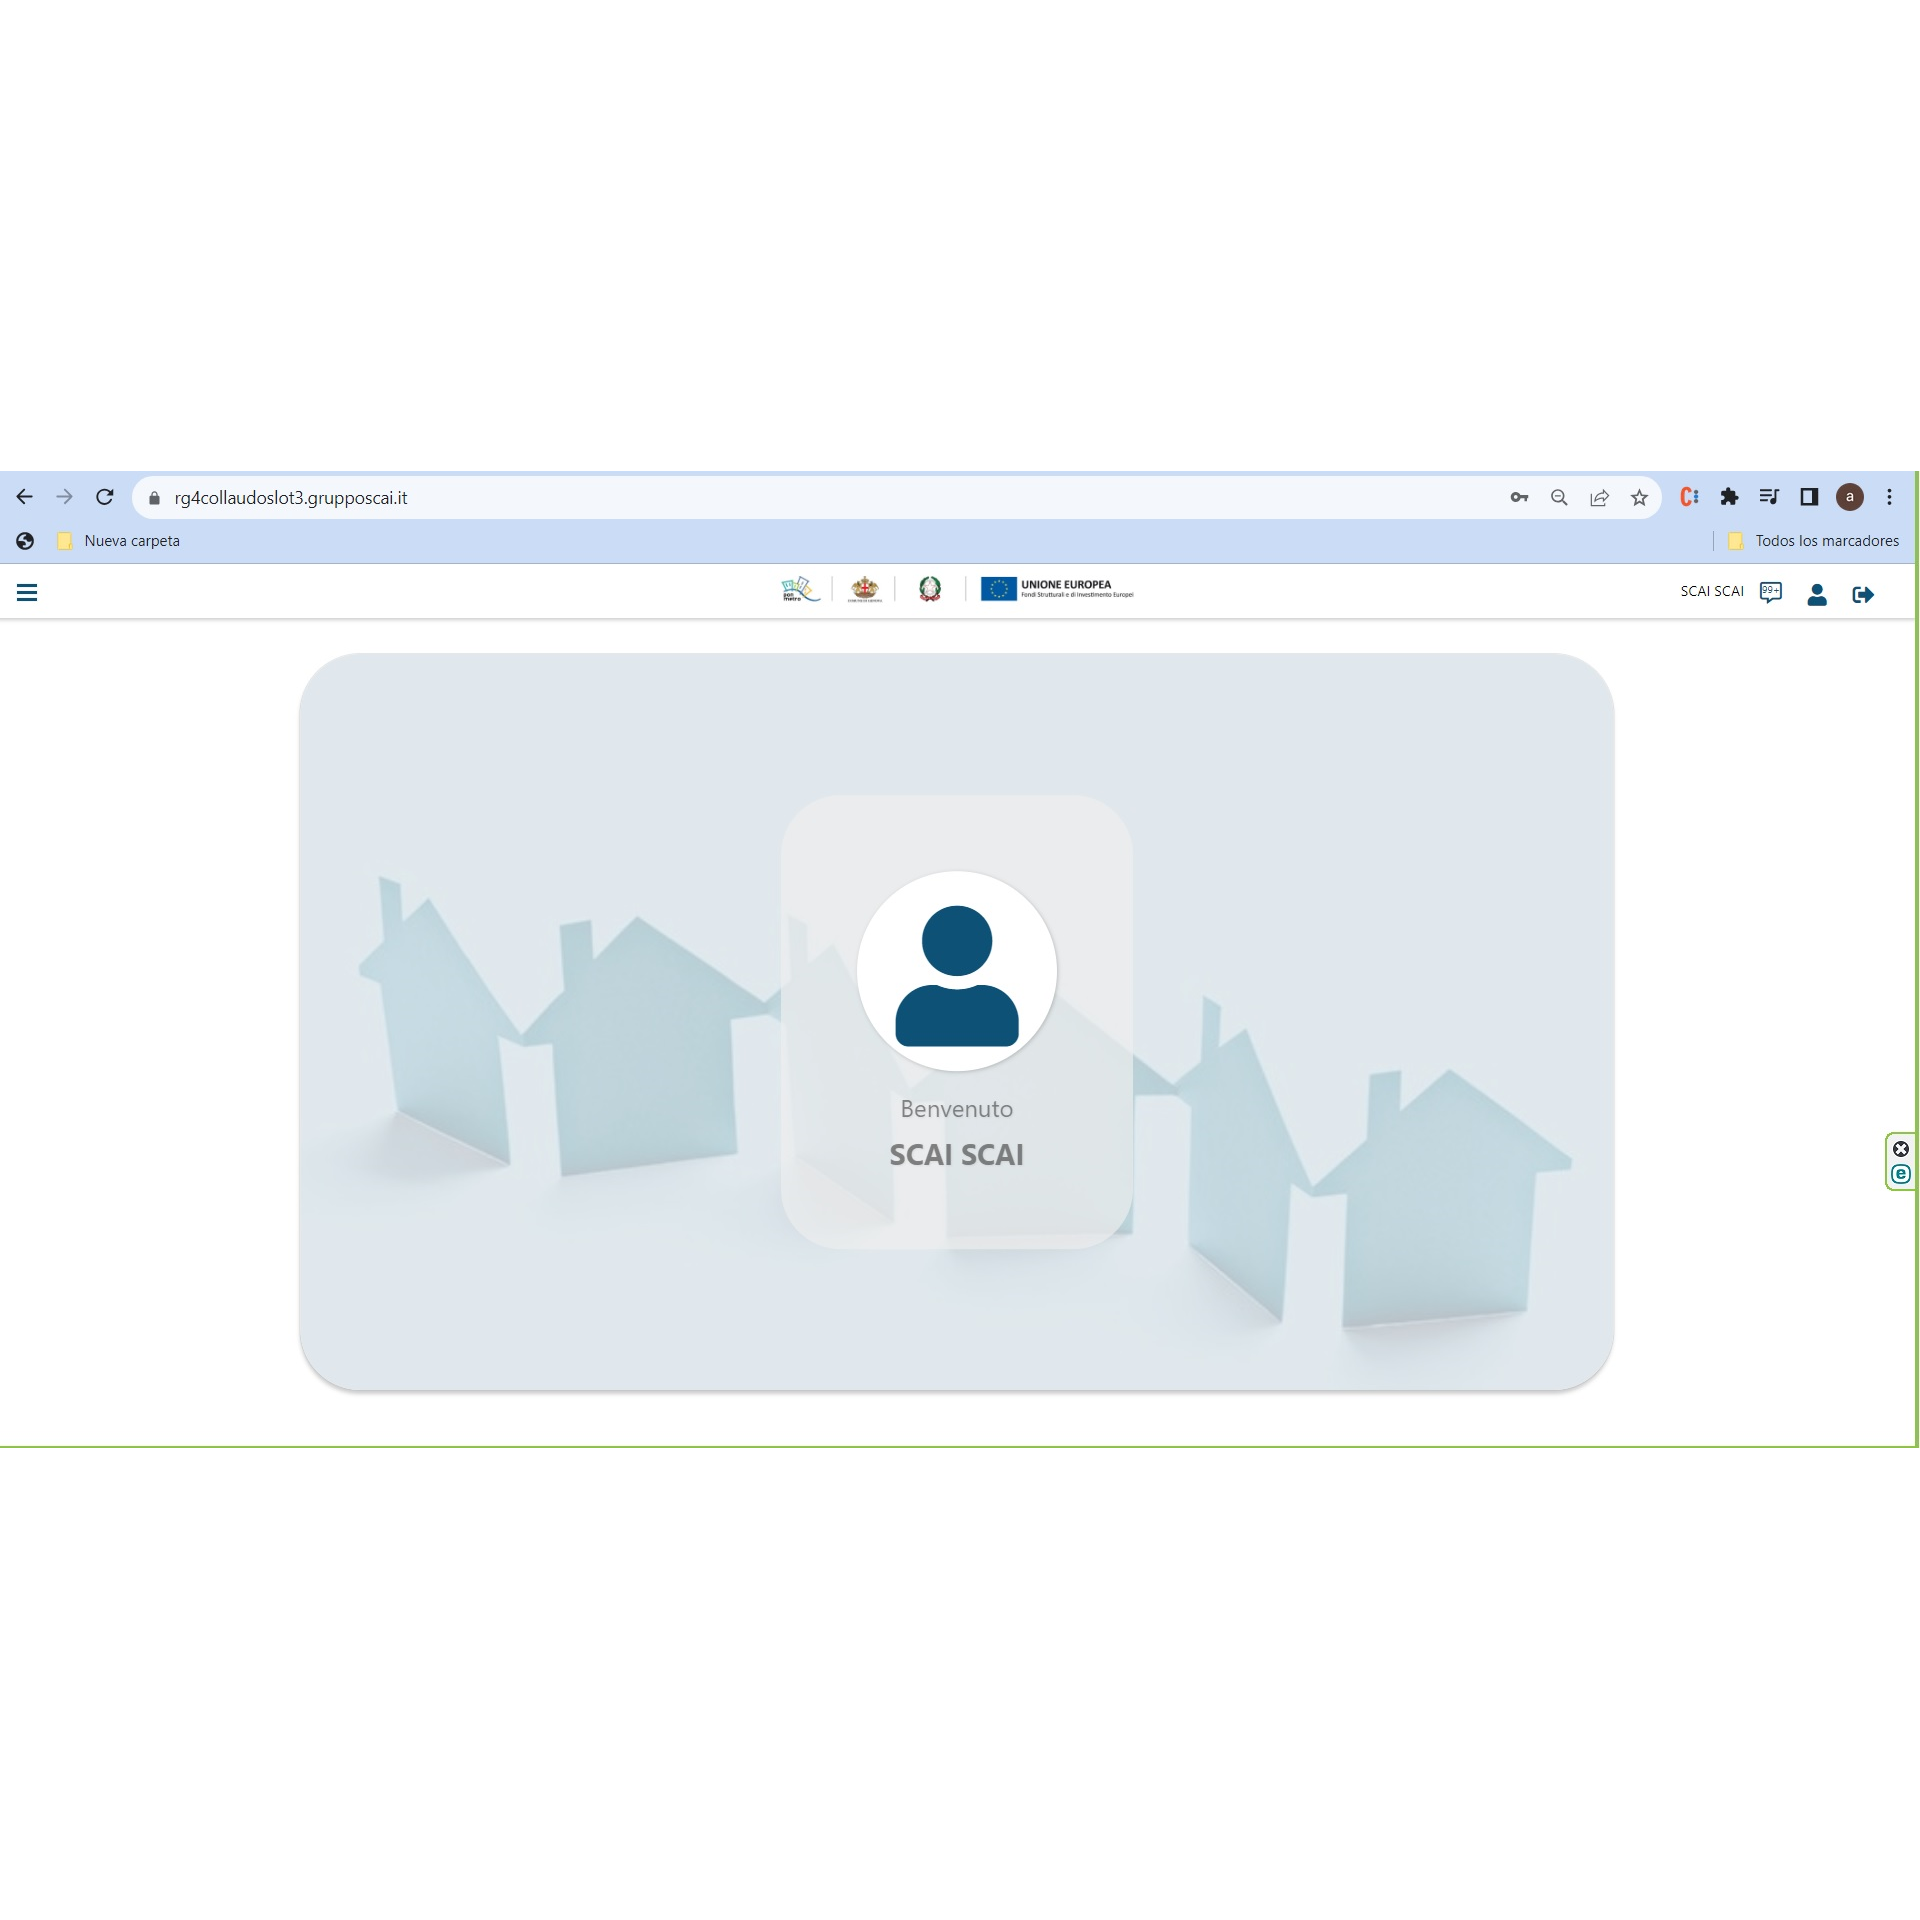 rg4collaudoslot3.grupposcai.it
a
Nueva carpeta
Todos los marcadores
pon
metro
UNIONE EUROPEA
Fondi Strutturali e di Investimento Europei
SCAI SCAI
99+
Benvenuto
SCAI SCAI
e